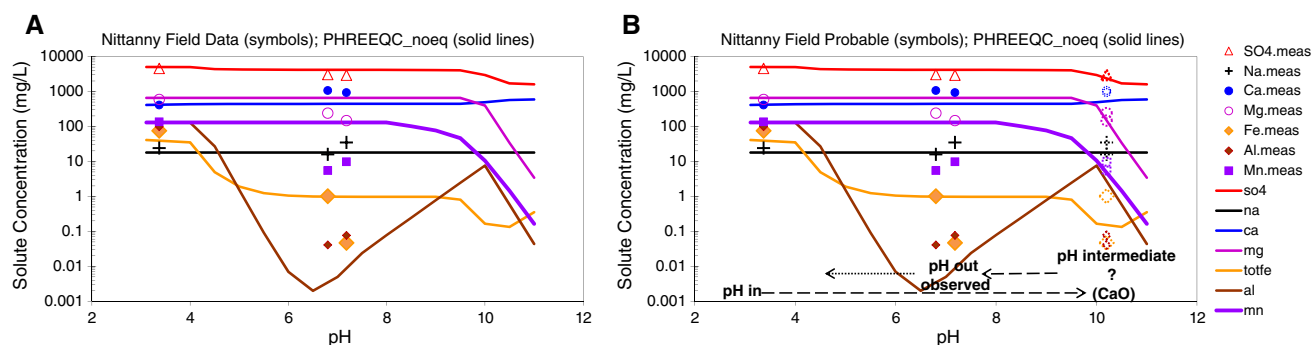 A
Nittanny Field Data (symbols); PHREEQC_noeq (solid lines)
Solute Concentration (mg/L)
10000
1000
100
10
1
0.1
0.01
0.001
2
4
6
8
10
12
pH
B
Nittanny Field Probable (symbols); PHREEQC_noeq (solid lines)
Solute Concentration (mg/L)
10000
1000
100
10
1
0.1
0.01
0.001
pH in
pH out
observed
pH intermediate
?
(CaO)
2
4
6
8
10
12
pH
SO4.meas
Na.meas
Ca.meas
Mg.meas
Fe.meas
Al.meas
Mn.meas
so4
na
ca
mg
totfe
al
mn